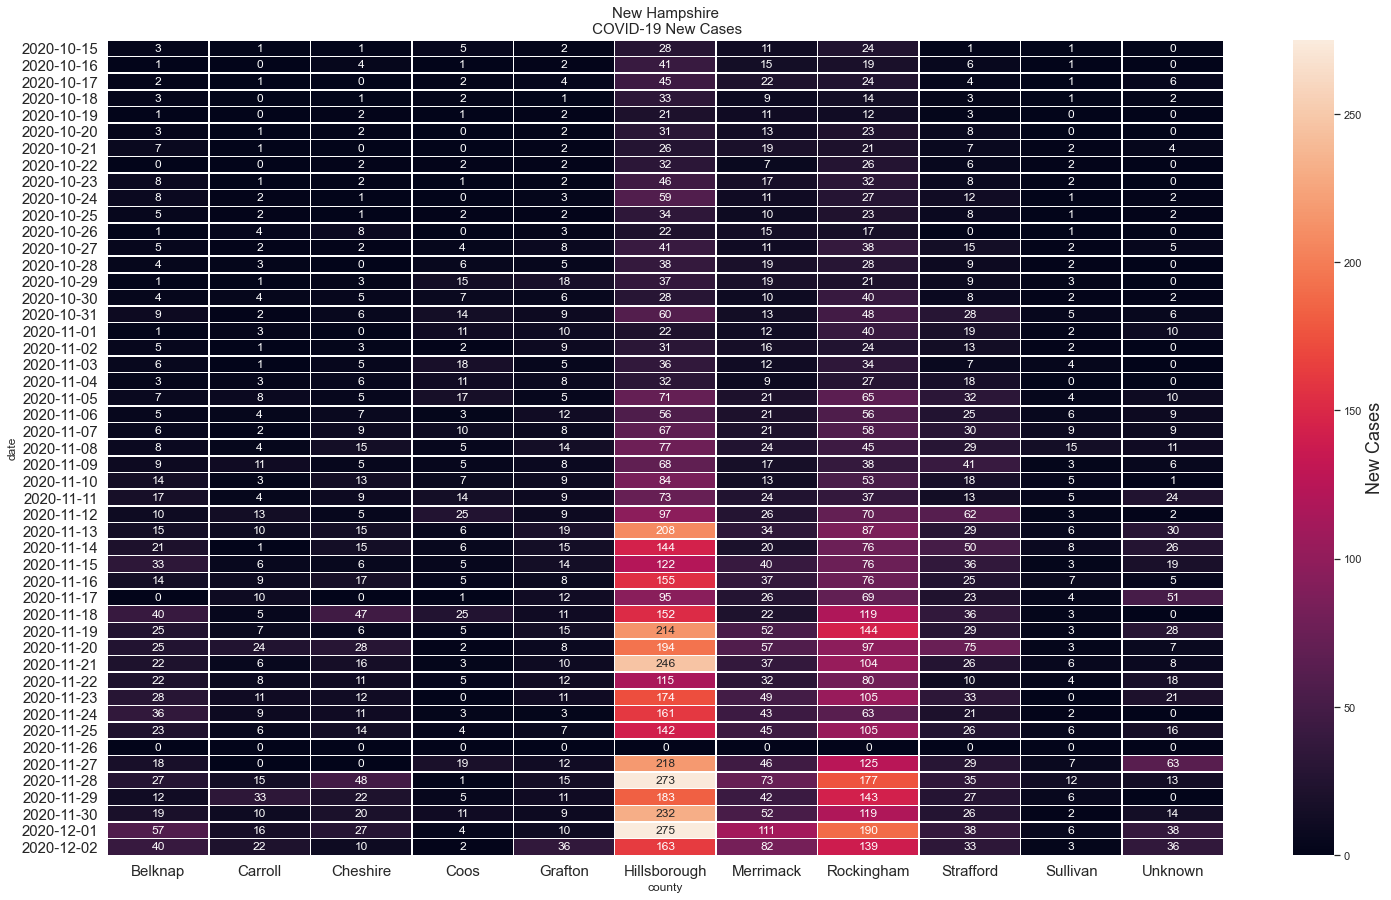 New Hampshire
COVID-19 New Cases
2020-10-15 3 1 1 5 2 28 11 24 1 1 0
2020-10-16 1 0 4 1 2 41 15 19 6 1 0
2020-10-17 2 1 0 2 4 45 22 24 4 1 6
2020-10-18 3 0 1 2 1 33 9 14 3 1 2
2020-10-19 1 0 2 1 2 21 11 12 3 0 0
2020-10-20 3 1 2 0 2 31 13 23 8 0 0
2020-10-21 7 1 0 0 2 26 19 21 7 2 4
2020-10-22 0 0 2 2 2 32 7 26 6 2 0
2020-10-23 8 1 2 1 2 46 17 32 8 2 0
2020-10-24 8 2 1 0 3 59 11 27 12 1 2
2020-10-25 5 2 1 2 2 34 10 23 8 1 2
2020-10-26 1 4 8 0 3 22 15 17 0 1 0
2020-10-27 5 2 2 4 8 41 11 38 15 2 5
2020-10-28 4 3 0 6 5 38 19 28 9 2 0
2020-10-29 1 1 3 15 18 37 19 21 9 3 0
2020-10-30 4 4 5 7 6 28 10 40 8 2 2
2020-10-31 9 2 6 14 9 60 13 48 28 5 6
2020-11-01 1 3 0 11 10 22 12 40 19 2 10
2020-11-02 5 1 3 2 9 31 16 24 13 2 0
2020-11-03 6 1 5 18 5 36 12 34 7 4 0
2020-11-04 3 3 6 11 8 32 9 27 18 0 0
2020-11-05 7 8 5 17 5 71 21 65 32 4 10
2020-11-06 5 4 7 3 12 56 21 56 25 6 9
2020-11-07 6 2 9 10 8 67 21 58 30 9 9
2020-11-08 8 4 15 5 14 77 24 45 29 15 11
2020-11-09 9 11 5 5 8 68 17 38 41 3 6
2020-11-10 14 3 13 7 9 84 13 53 18 5 1
2020-11-11 17 4 9 14 9 73 24 37 13 5 24
2020-11-12 10 13 5 25 9 97 26 70 62 3 2
2020-11-13 15 10 15 6 19 208 34 87 29 6 30
2020-11-14 21 1 15 6 15 144 20 76 50 8 26
2020-11-15 33 6 6 5 14 122 40 76 36 3 19
2020-11-16 14 9 17 5 8 155 37 76 25 7 5
2020-11-17 0 10 0 1 12 95 26 69 23 4 51
2020-11-18 40 5 47 25 11 152 22 119 36 3 0
2020-11-19 25 7 6 5 15 214 52 144 29 3 28
2020-11-20 25 24 28 2 8 194 57 97 75 3 7
2020-11-21 22 6 16 3 10 246 37 104 26 6 8
2020-11-22 22 8 11 5 12 115 32 80 10 4 18
2020-11-23 28 11 12 0 11 174 49 105 33 0 21
2020-11-24 36 9 11 3 3 161 43 63 21 2 0
2020-11-25 23 6 14 4 7 142 45 105 26 6 16
2020-11-26 0 0 0 0 0 0 0 0 0 0 0
2020-11-27 18 0 0 19 12 218 46 125 29 7 63
2020-11-28 27 15 48 1 15 273 73 177 35 12 13
2020-11-29 12 33 22 5 11 183 42 143 27 6 0
2020-11-30 19 10 20 11 9 232 52 119 26 2 14
2020-12-01 57 16 27 4 10 275 111 190 38 6 38
2020-12-02 40 22 10 2 36 163 82 139 33 3 36
date
Belknap Carroll Cheshire Coos Grafton Hillsborough Merrimack Rockingham Strafford Sullivan Unknown
county
250
200
150
100
50
0
New Cases